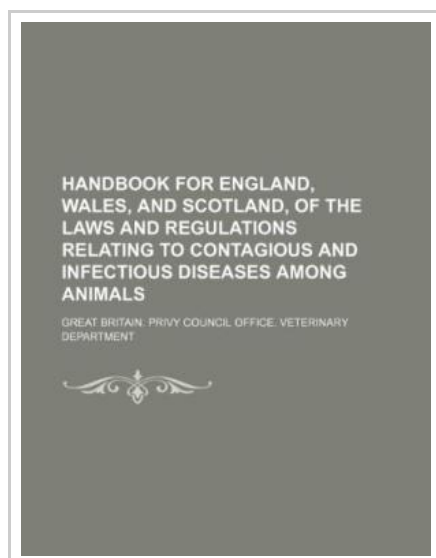 HANDBOOK FOR ENGLAND,
WALES, AND SCOTLAND, OF THE
LAWS AND REGULATIONS
RELATING TO CONTAGIOUS AND
INFECTIOUS DISEASES AMONG
ANIMALS
GREAT BRITAIN. PRIVY COUNCIL OFFICE. VETERINARY
DEPARTMENT